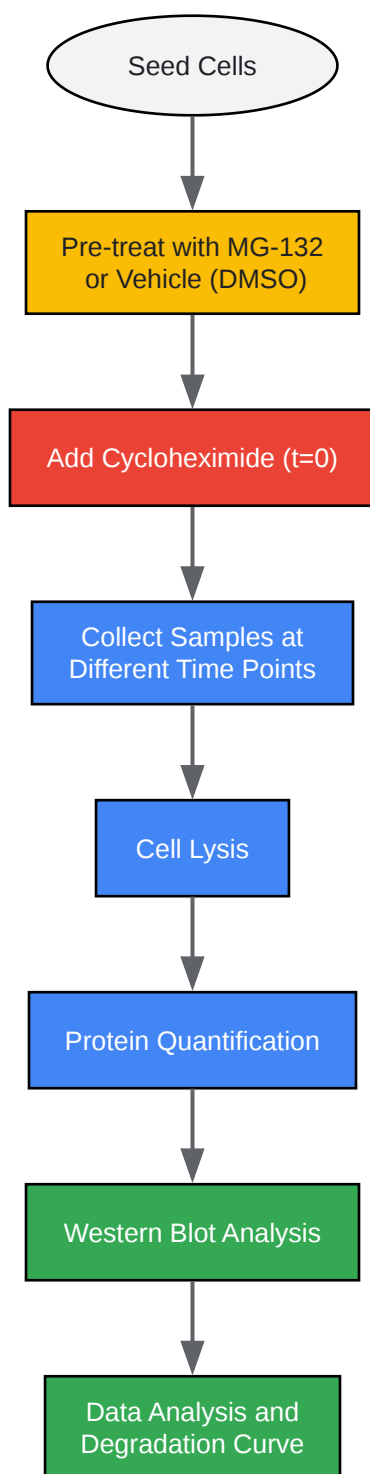 Seed Cells
Pre-treat with MG-132
or Vehicle (DMSO)
Add Cycloheximide (t=0)
Collect Samples at
Different Time Points
Cell Lysis
Protein Quantification
Western Blot Analysis
Data Analysis and
Degradation Curve